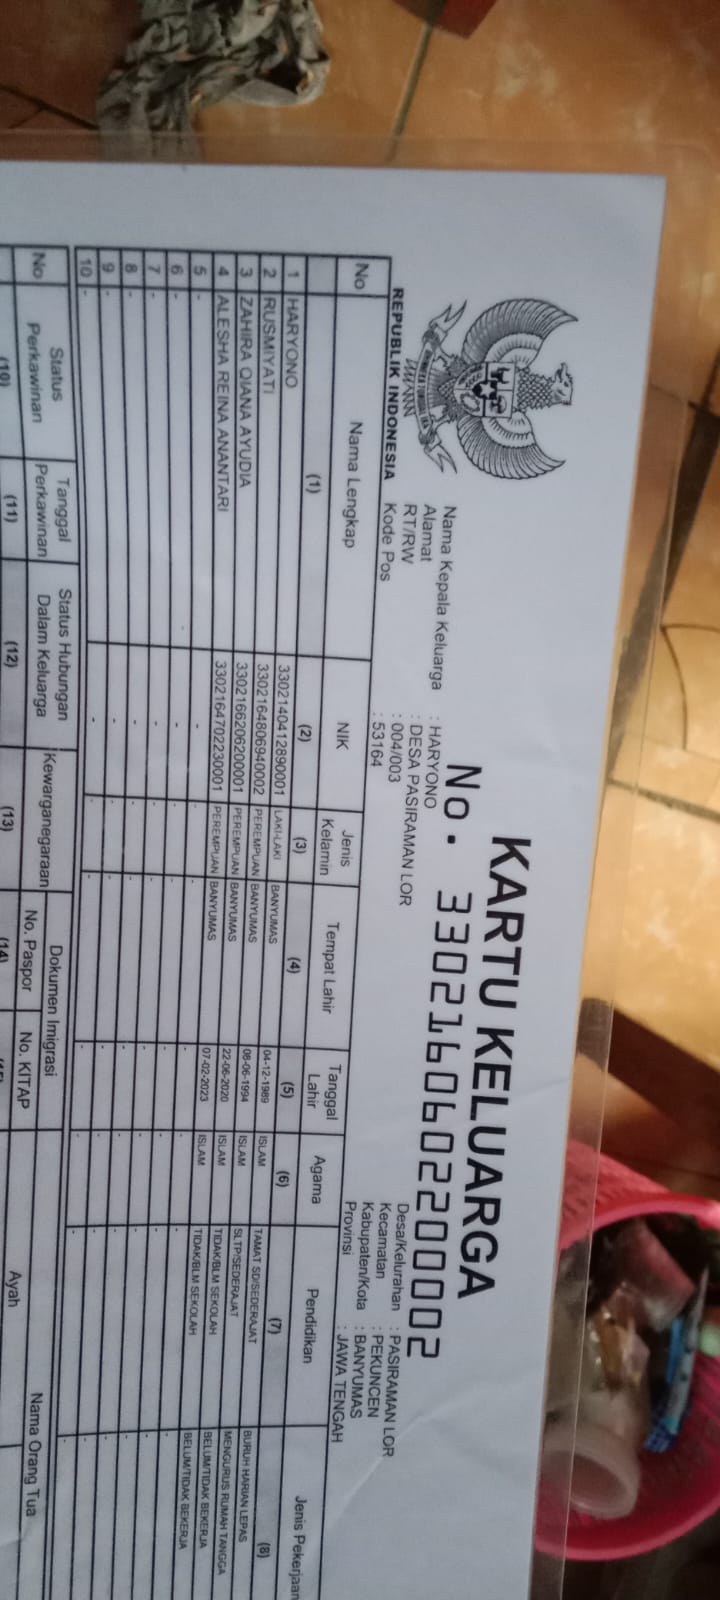 KARTU KELUARGA
No. 3302160602200002
REPUBLIK INDONESIA
Nama Kepala Keluarga : HARYONO
Alamat : DESA PASIRAMAN LOR
RT/RW : 004/003
Kode Pos : 53164
Desa/Kelurahan : PASIRAMAN LOR
Kecamatan : PEKUNCEN
Kabupaten/Kota : BANYUMAS
Provinsi : JAWA TENGAH
No Nama Lengkap NIK Jenis Kelamin Tempat Lahir Tanggal Lahir Agama Pendidikan Jenis Pekerjaan
(1) (2) (3) (4) (5) (6) (7) (8)
1 HARYONO 3302140412890001 LAKI-LAKI BANYUMAS 04-12-1989 ISLAM TAMAT SD/SEDERAJAT BURUH HARIAN LEPAS
2 RUSMIYATI 3302164806940002 PEREMPUAN BANYUMAS 08-06-1994 ISLAM SLTP/SEDERAJAT MENGURUS RUMAH TANGGA
3 ZAHIRA QIANA AYUDIA 3302166206200001 PEREMPUAN BANYUMAS 22-06-2020 ISLAM TIDAK/BLM SEKOLAH BELUM/TIDAK BEKERJA
4 ALESHA REINA ANANTARI 3302164702230001 PEREMPUAN BANYUMAS 07-02-2023 ISLAM TIDAK/BLM SEKOLAH BELUM/TIDAK BEKERJA
5 - - - - - - - -
6 - - - - - - - -
7 - - - - - - - -
8 - - - - - - - -
9 - - - - - - - -
10 - - - - - - - -
No Status Perkawinan Tanggal Perkawinan Status Hubungan Dalam Keluarga Kewarganegaraan Dokumen Imigrasi Nama Orang Tua
No. Paspor No. KITAP Ayah
(10) (11) (12) (13) (14)